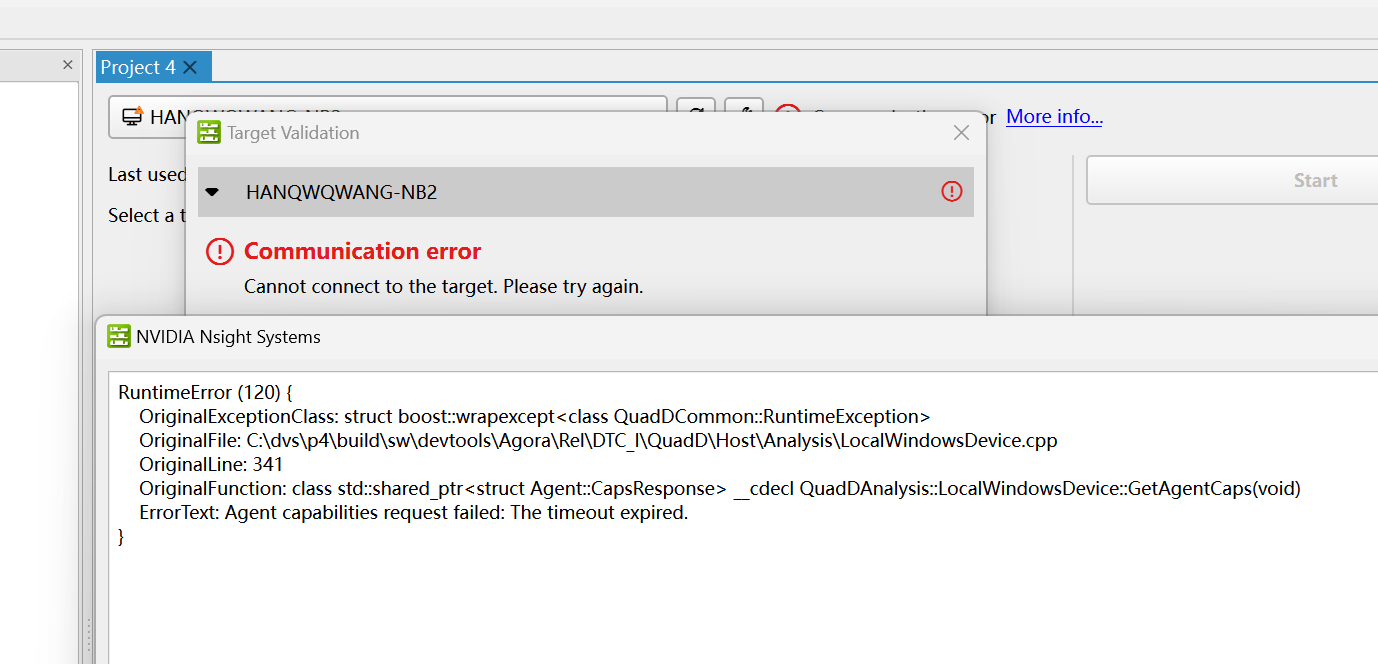 Project 4
More info...
Target Validation
Last used
HANQWQWANG-NB2
Start
Select a t
Communication error
Cannot connect to the target. Please try again.
NVIDIA Nsight Systems
RuntimeError (120) {
OriginalExceptionClass: struct boost::wrapexcept<class QuadDCommon::RuntimeException>
OriginalFile: C:\dvs\p4\build\sw\devtools\Agora\Rel\DTC_I\QuadD\Host\Analysis\LocalWindowsDevice.cpp
OriginalLine: 341
OriginalFunction: class std::shared_ptr<struct Agent::CapsResponse> __cdecl QuadDAnalysis::LocalWindowsDevice::GetAgentCaps(void)
ErrorText: Agent capabilities request failed: The timeout expired.
}